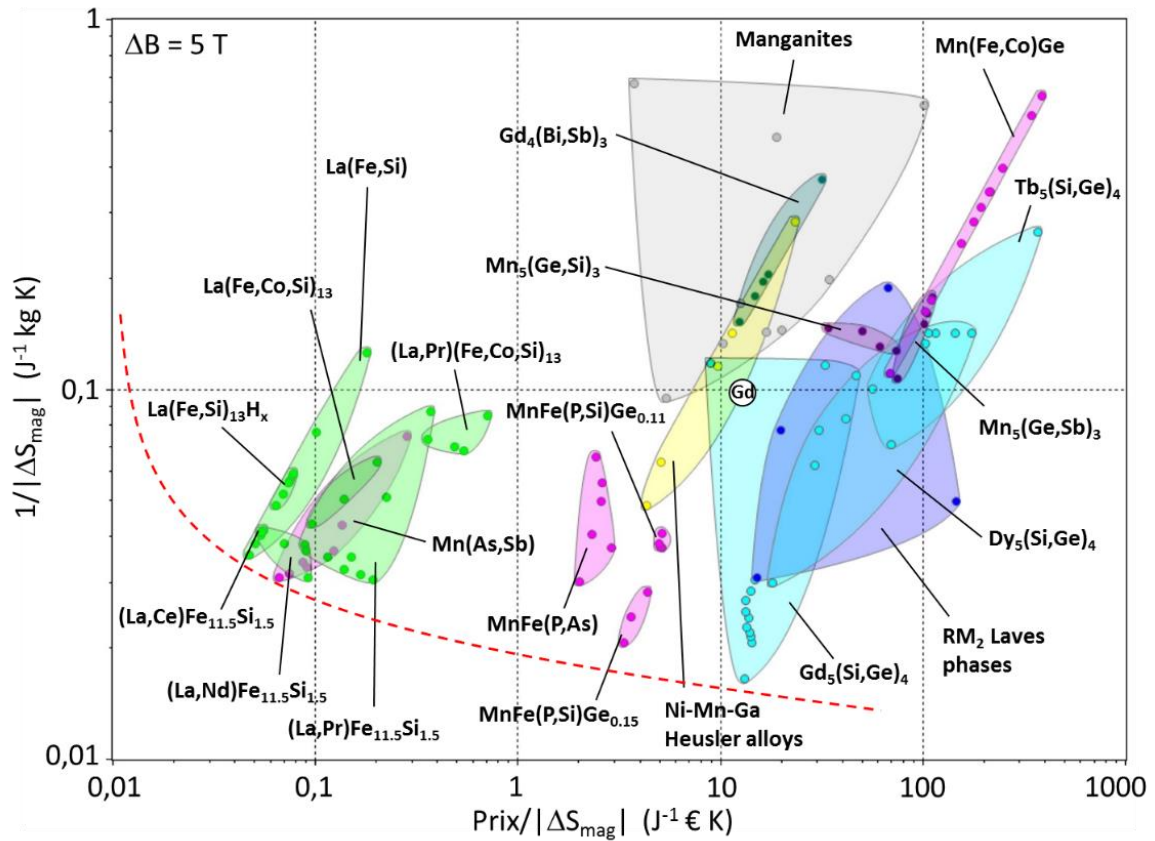 1
ΔB = 5 T
Manganites
Mn(Fe,Co)Ge
Gd₄(Bi,Sb)₃
La(Fe,Si)
Tb₅(Si,Ge)₄
Mn₅(Ge,Si)₃
La(Fe,Co,Si)₁₃
(La,Pr)(Fe,Co,Si)₁₃
0,1
La(Fe,Si)₁₃Hₓ
MnFe(P,Si)Ge₀.₁₁
Gd
Mn₅(Ge,Sb)₃
1/|ΔSmag| (J⁻¹ kg K)
Mn(As,Sb)
Dy₅(Si,Ge)₄
(La,Ce)Fe₁₁.₅Si₁.₅
MnFe(P,As)
RM₂ Laves
phases
Gd₅(Si,Ge)₄
(La,Nd)Fe₁₁.₅Si₁.₅
(La,Pr)Fe₁₁.₅Si₁.₅
MnFe(P,Si)Ge₀.₁₅
Ni-Mn-Ga
Heusler alloys
0,01
0,01 0,1 1 10 100 1000
Prix/|ΔSmag| (J⁻¹ € K)